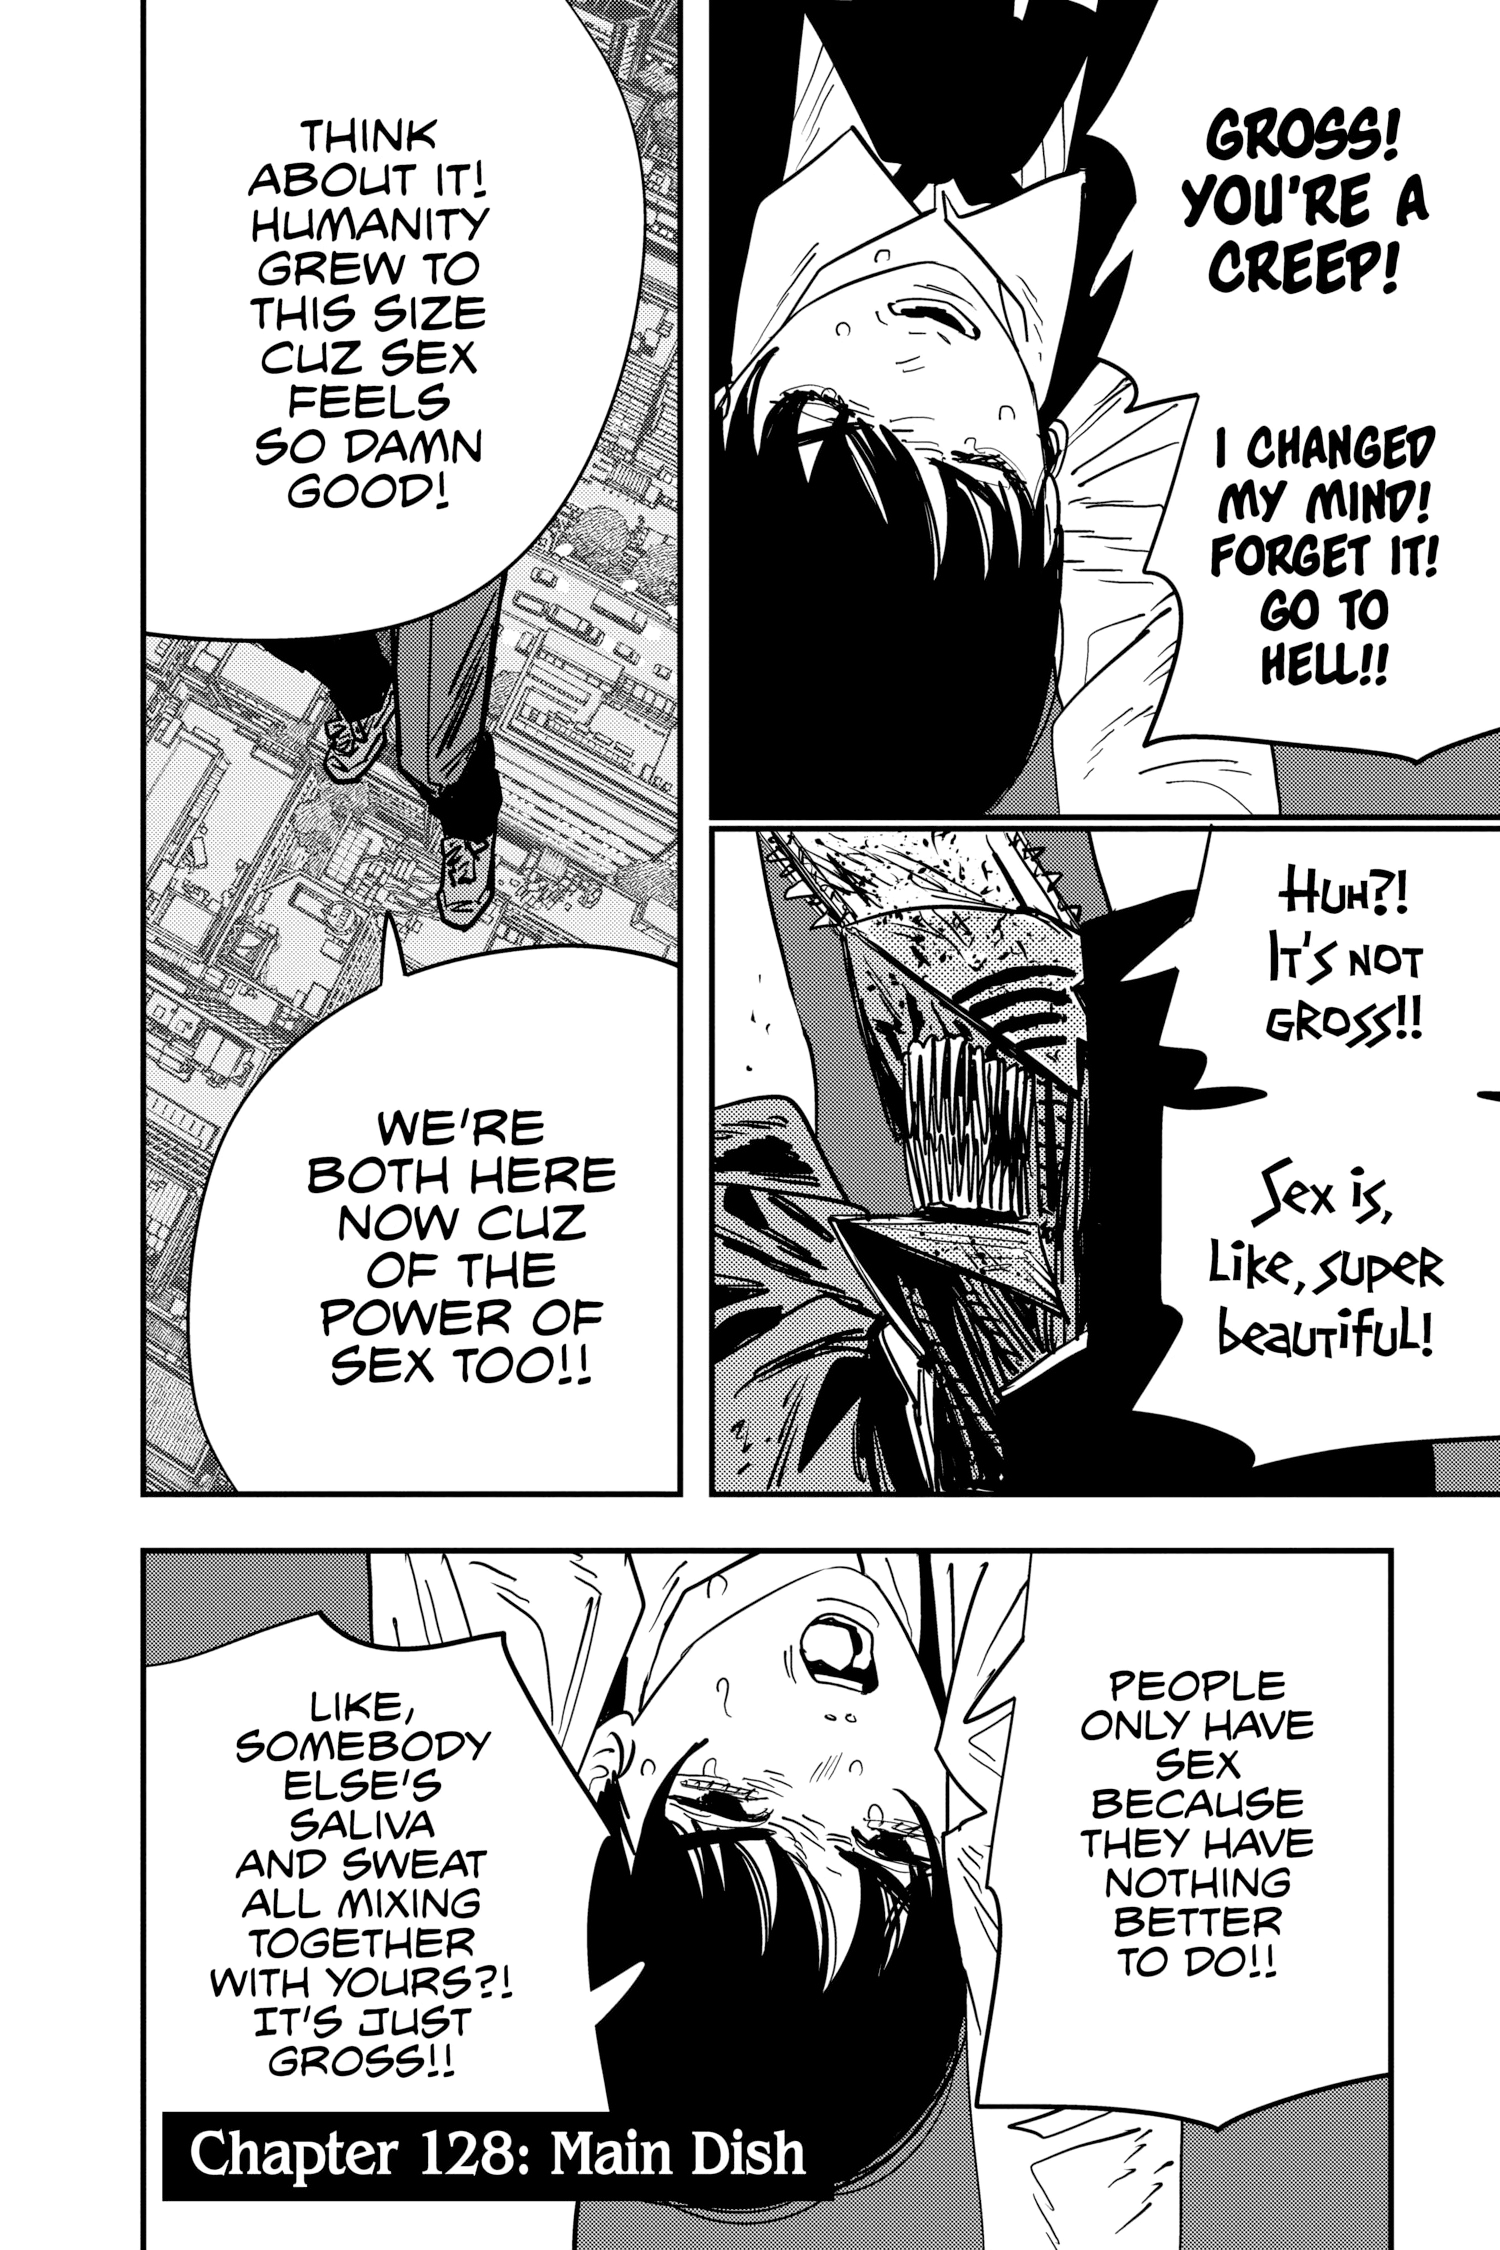 GROSS!
YOU'RE A
CREEP!
I CHANGED
MY MIND!
FORGET IT!
GO TO
HELL!!
HUH?!
IT'S NOT
GROSS!!
Sex is,
Like, super
beautiful!
THINK
ABOUT IT!
HUMANITY
GREW TO
THIS SIZE
CUZ SEX
FEELS
SO DAMN
GOOD!
WE'RE
BOTH HERE
NOW CUZ
OF THE
POWER OF
SEX TOO!!
PEOPLE
ONLY HAVE
SEX
BECAUSE
THEY HAVE
NOTHING
BETTER
TO DO!!
LIKE,
SOMEBODY
ELSE'S
SALIVA
AND SWEAT
ALL MIXING
TOGETHER
WITH YOURS?!
IT'S JUST
GROSS!!
Chapter 128: Main Dish